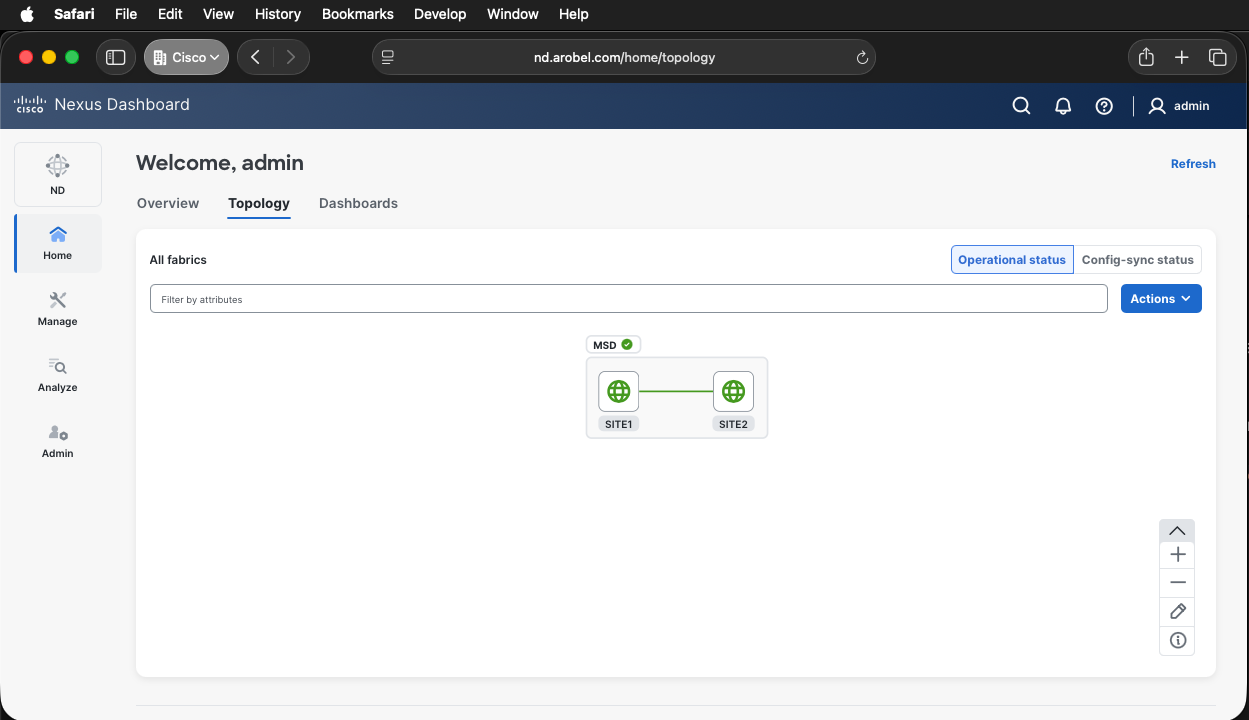 Safari File Edit View History Bookmarks Develop Window Help
Cisco nd.arobel.com/home/topology
CISCO Nexus Dashboard admin
Welcome, admin
Refresh
ND
Overview Topology Dashboards
Home
All fabrics Operational status Config-sync status
Filter by attributes Actions
Manage
MSD
Analyze
SITE1 SITE2
Admin